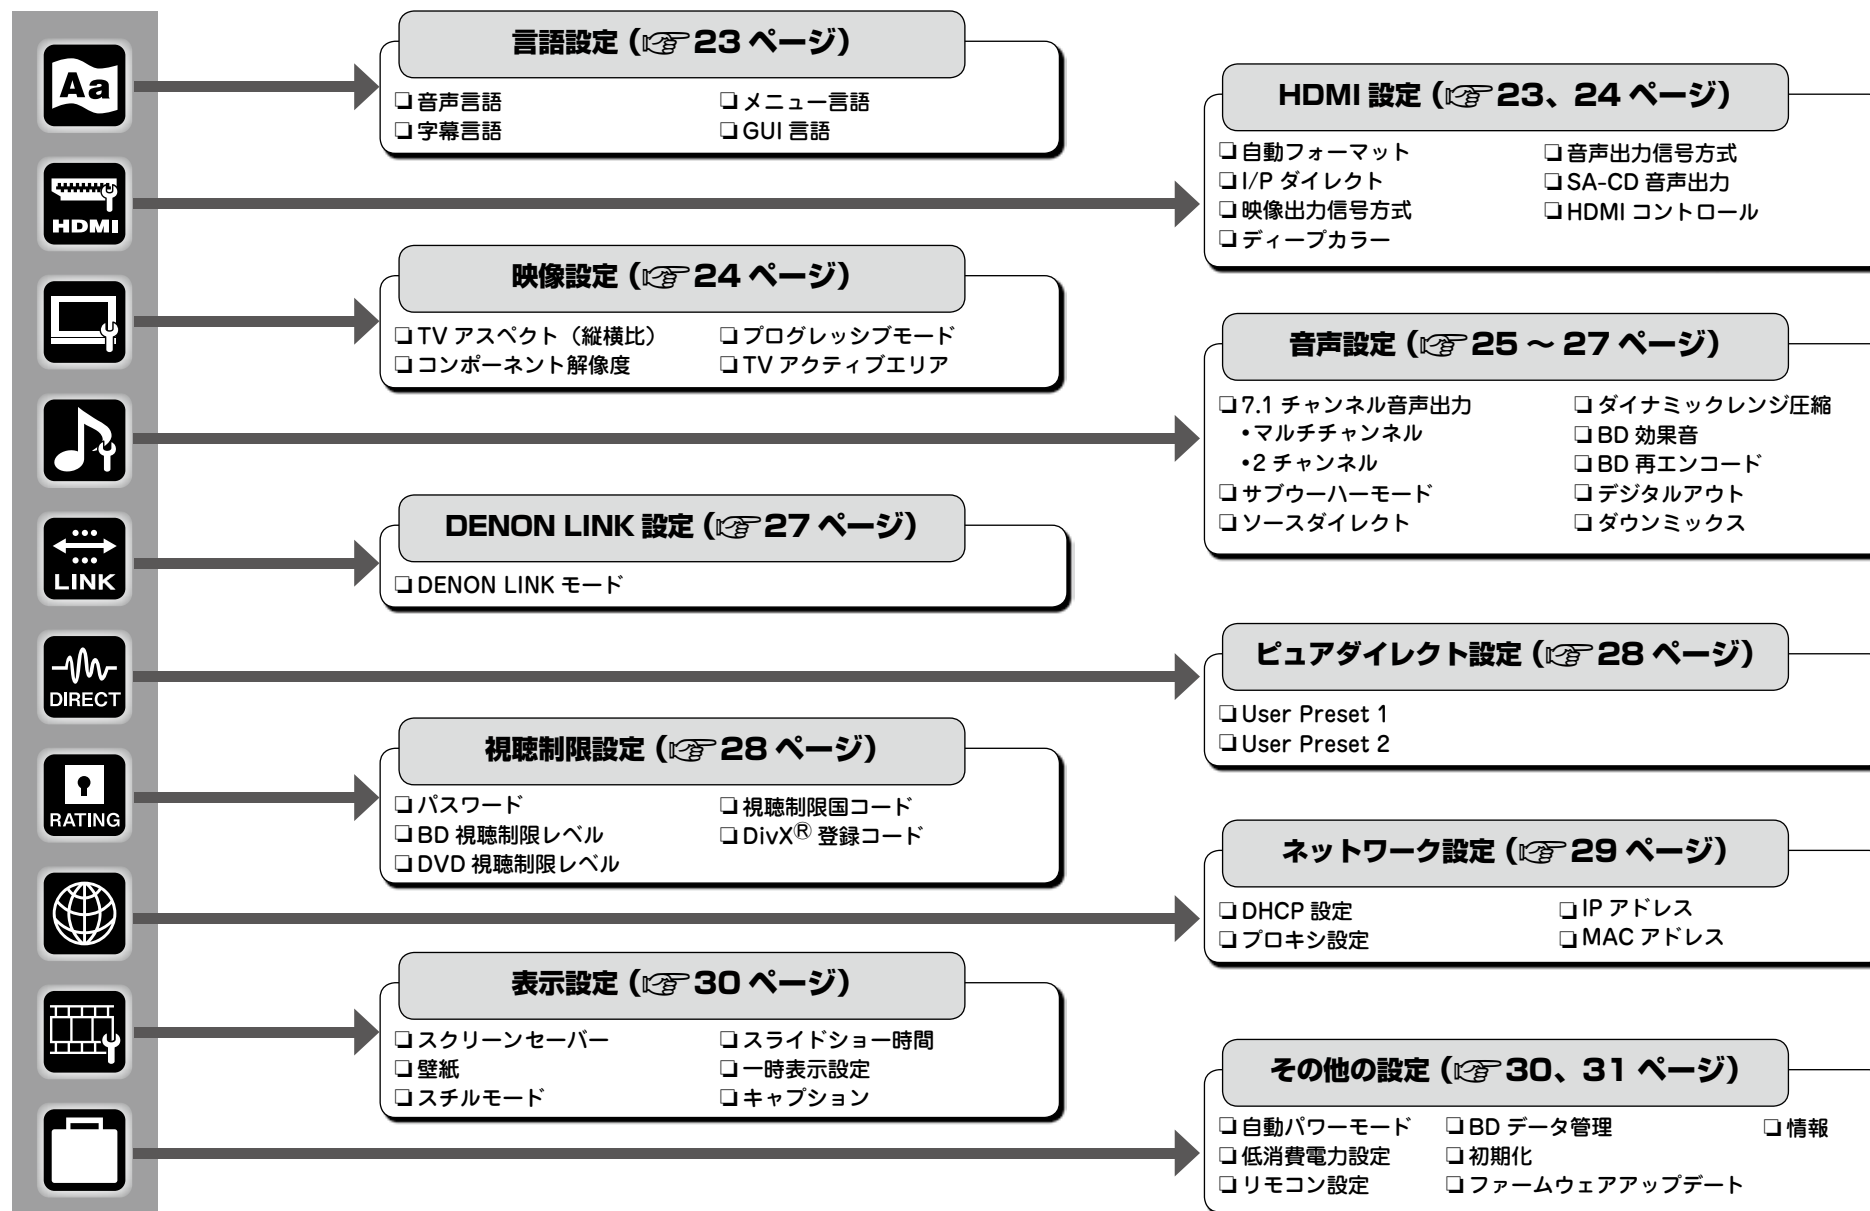 Aa
言語設定 (☞ 23 ページ)
❏ 音声言語
❏ 字幕言語
❏ メニュー言語
❏ GUI 言語
HDMI
HDMI 設定 (☞ 23、24 ページ)
❏ 自動フォーマット
❏ I/P ダイレクト
❏ 映像出力信号方式
❏ ディープカラー
❏ 音声出力信号方式
❏ SA-CD 音声出力
❏ HDMI コントロール
映像設定 (☞ 24 ページ)
❏ TV アスペクト（縦横比）
❏ コンポーネント解像度
❏ プログレッシブモード
❏ TV アクティブエリア
音声設定 (☞ 25 ～ 27 ページ)
❏ 7.1 チャンネル音声出力
•マルチチャンネル
•2 チャンネル
❏ サブウーハーモード
❏ ソースダイレクト
❏ ダイナミックレンジ圧縮
❏ BD 効果音
❏ BD 再エンコード
❏ デジタルアウト
❏ ダウンミックス
LINK
DENON LINK 設定 (☞ 27 ページ)
❏ DENON LINK モード
DIRECT
ピュアダイレクト設定 (☞ 28 ページ)
❏ User Preset 1
❏ User Preset 2
RATING
視聴制限設定 (☞ 28 ページ)
❏ パスワード
❏ BD 視聴制限レベル
❏ DVD 視聴制限レベル
❏ 視聴制限国コード
❏ DivX® 登録コード
ネットワーク設定 (☞ 29 ページ)
❏ DHCP 設定
❏ プロキシ設定
❏ IP アドレス
❏ MAC アドレス
表示設定 (☞ 30 ページ)
❏ スクリーンセーバー
❏ 壁紙
❏ スチルモード
❏ スライドショー時間
❏ 一時表示設定
❏ キャプション
その他の設定 (☞ 30、31 ページ)
❏ 自動パワーモード
❏ 低消費電力設定
❏ リモコン設定
❏ BD データ管理
❏ 初期化
❏ ファームウェアアップデート
❏ 情報